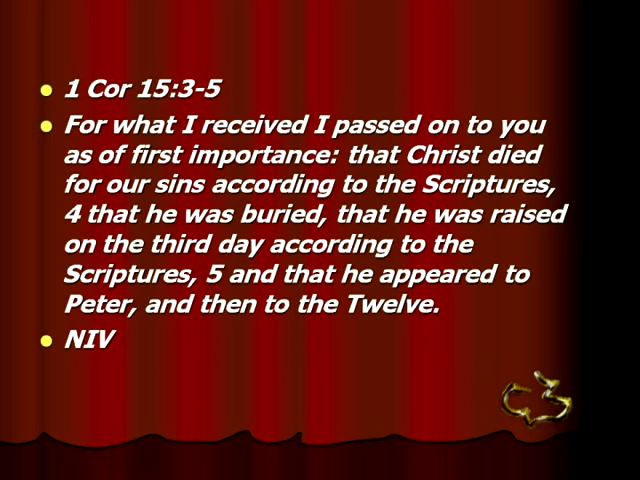 1 Cor 15:3-5
For what I received I passed on to you
as of first importance: that Christ died
for our sins according to the Scriptures,
4 that he was buried, that he was raised
on the third day according to the
Scriptures, 5 and that he appeared to
Peter, and then to the Twelve.
NIV